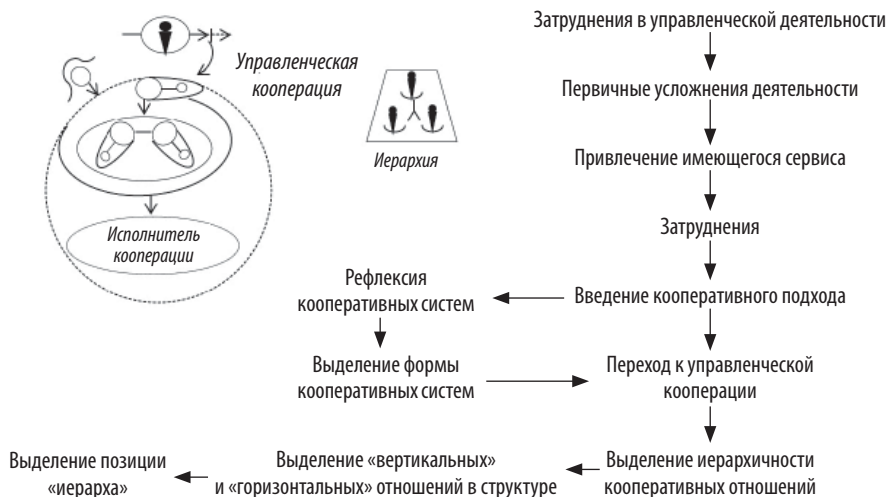 Затруднения в управленческой деятельности
Управленческая
кооперация
Иерархия
Исполнитель
кооперации
Первичные усложнения деятельности
Привлечение имеющегося сервиса
Затруднения
Введение кооперативного подхода
Рефлексия
кооперативных систем
Выделение формы
кооперативных систем
Переход к управленческой
кооперации
Выделение иерархичности
кооперативных отношений
Выделение «вертикальных»
и «горизонтальных» отношений в структуре
Выделение позиции
«иерарха»